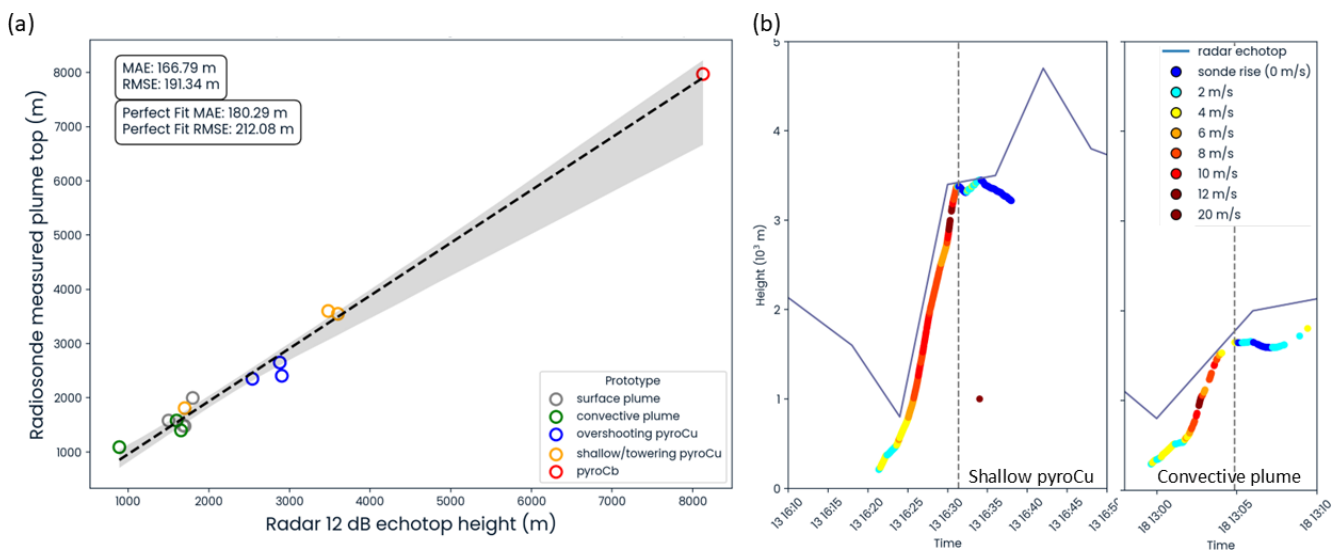 (a)
MAE: 166.79 m
RMSE: 191.34 m
Perfect Fit MAE: 180.29 m
Perfect Fit RMSE: 212.08 m
Radiosonde measured plume top (m)
8000
7000
6000
5000
4000
3000
2000
1000
Prototype
surface plume
convective plume
overshooting pyroCu
shallow/towering pyroCu
pyroCb
1000
2000
3000
4000
5000
6000
7000
8000
Radar 12 dB echotop height (m)
(b)
5
4
3
2
1
0
Height (10³ m)
Shallow pyroCu
13 16:10
13 16:15
13 16:20
13 16:25
13 16:30
13 16:35
13 16:40
13 16:45
13 16:50
Time
radar echotop
sonde rise (0 m/s)
2 m/s
4 m/s
6 m/s
8 m/s
10 m/s
12 m/s
20 m/s
Convective plume
18 13:00
18 13:05
18 13:10
Time